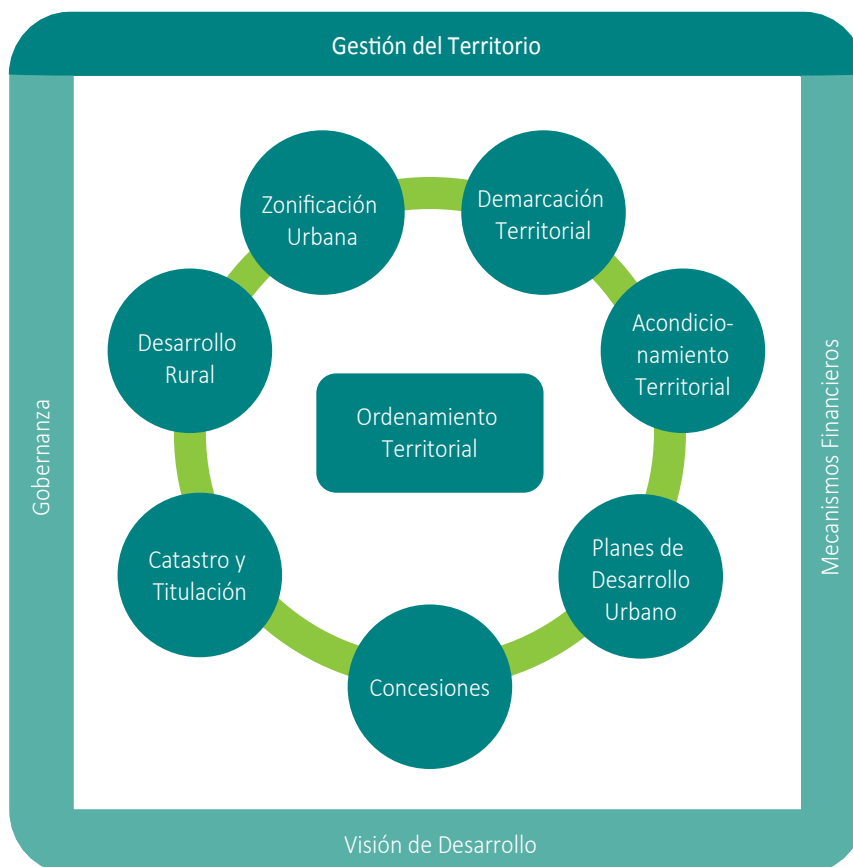 Gestión del Territorio
Zonificación
Urbana
Demarcación
Territorial
Desarrollo
Rural
Acondicio-
namiento
Territorial
Ordenamiento
Territorial
Gobernanza
Mecanismos Financieros
Catastro y
Titulación
Planes de
Desarrollo
Urbano
Concesiones
Visión de Desarrollo